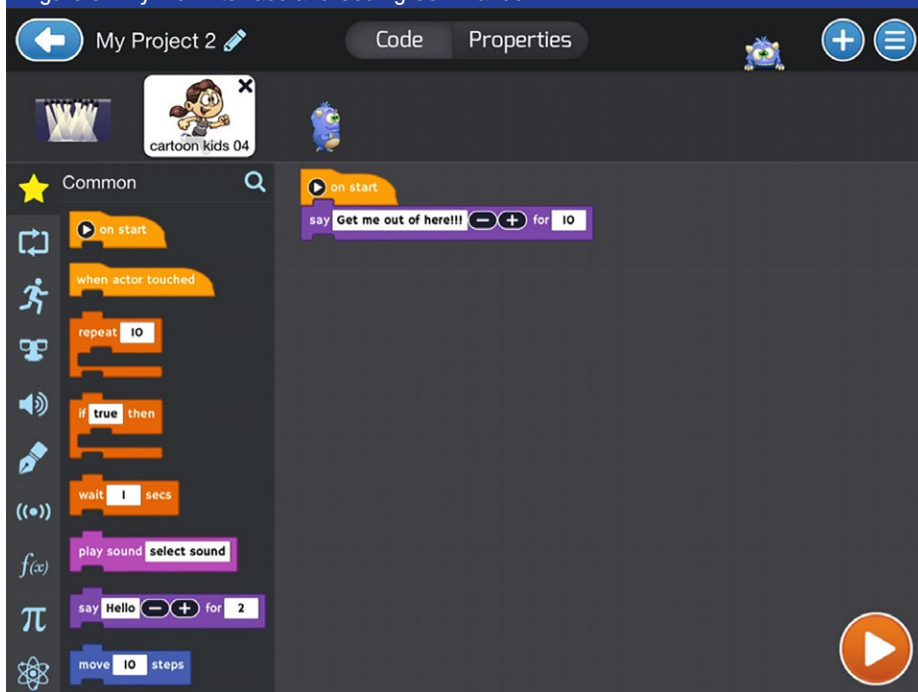 My Project 2
Code Properties
cartoon kids 04
Common
on start
when actor touched
repeat 10
if true then
wait 1 secs
play sound select sound
say Hello for 2
move 10 steps
on start
say Get me out of here!!! for 10
f(x)
π